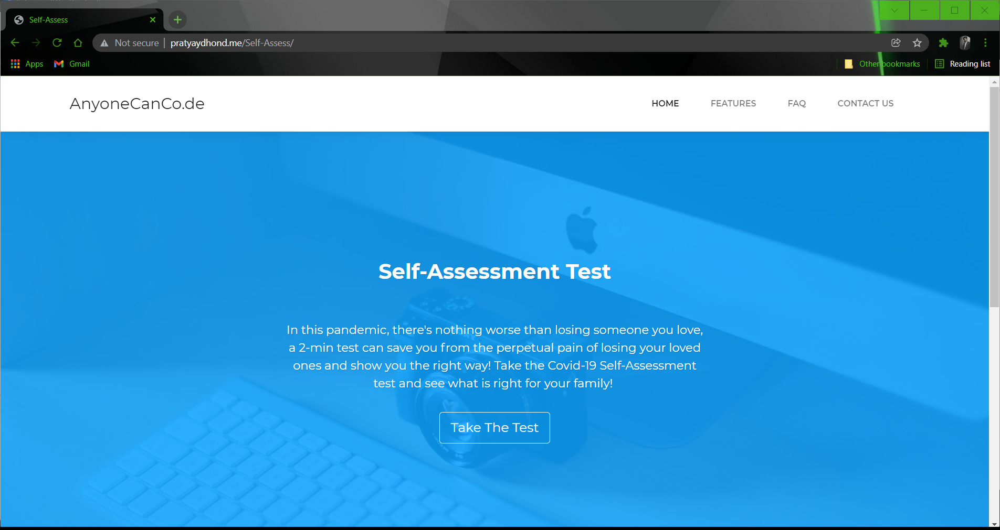 Self-Assess
Not secure | pratyaydhond.me/Self-Assess/
Apps Gmail Other bookmarks Reading list
AnyoneCanCo.de HOME FEATURES FAQ CONTACT US
Self-Assessment Test
In this pandemic, there's nothing worse than losing someone you love,
a 2-min test can save you from the perpetual pain of losing your loved
ones and show you the right way! Take the Covid-19 Self-Assessment
test and see what is right for your family!
Take The Test